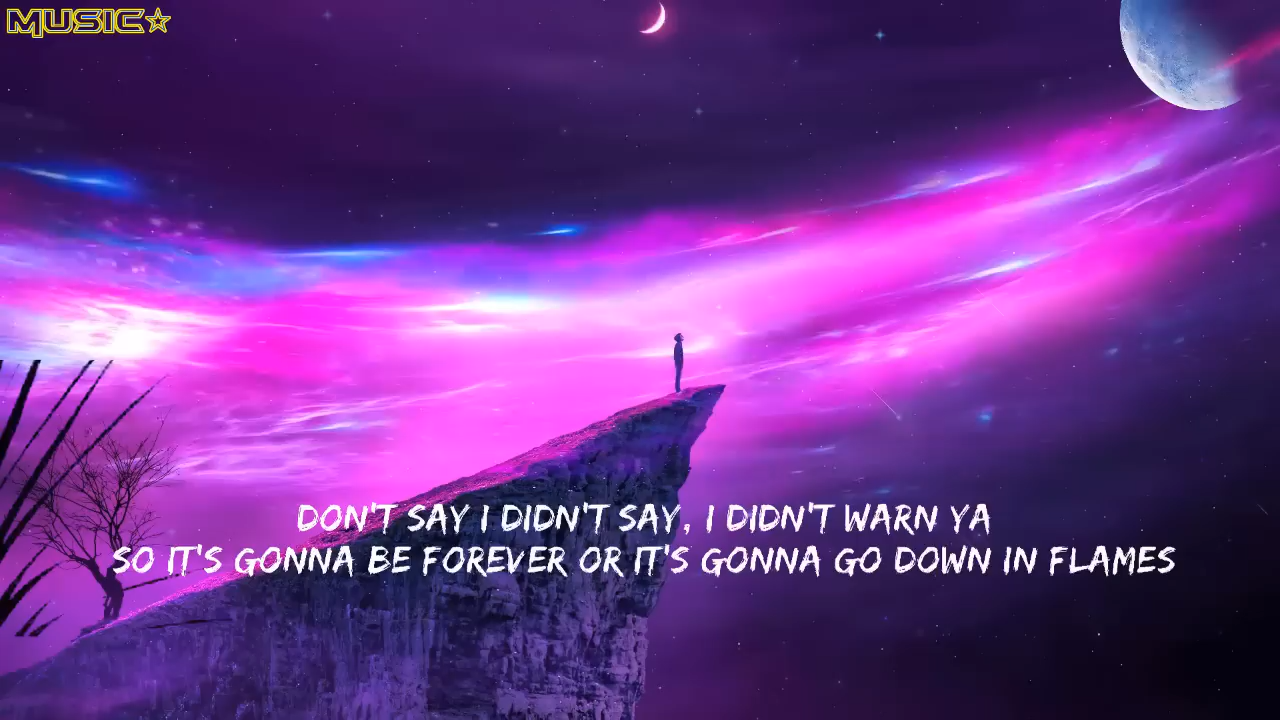 MUSIC☆
DON'T SAY I DIDN'T SAY, I DIDN'T WARN YA
SO IT'S GONNA BE FOREVER OR IT'S GONNA GO DOWN IN FLAMES